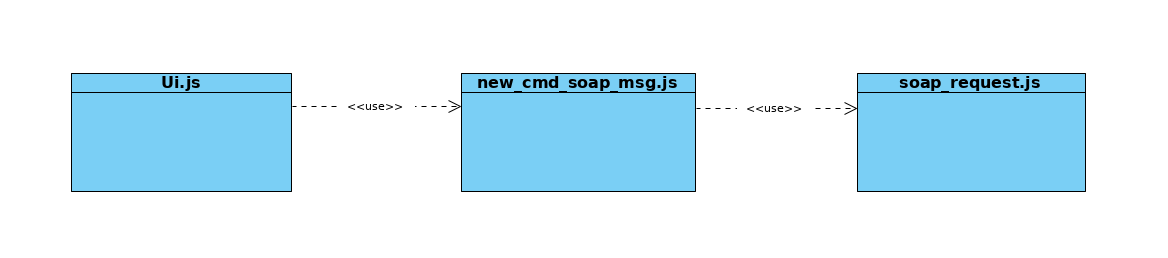 Ui.js
<<use>>
new_cmd_soap_msg.js
<<use>>
soap_request.js